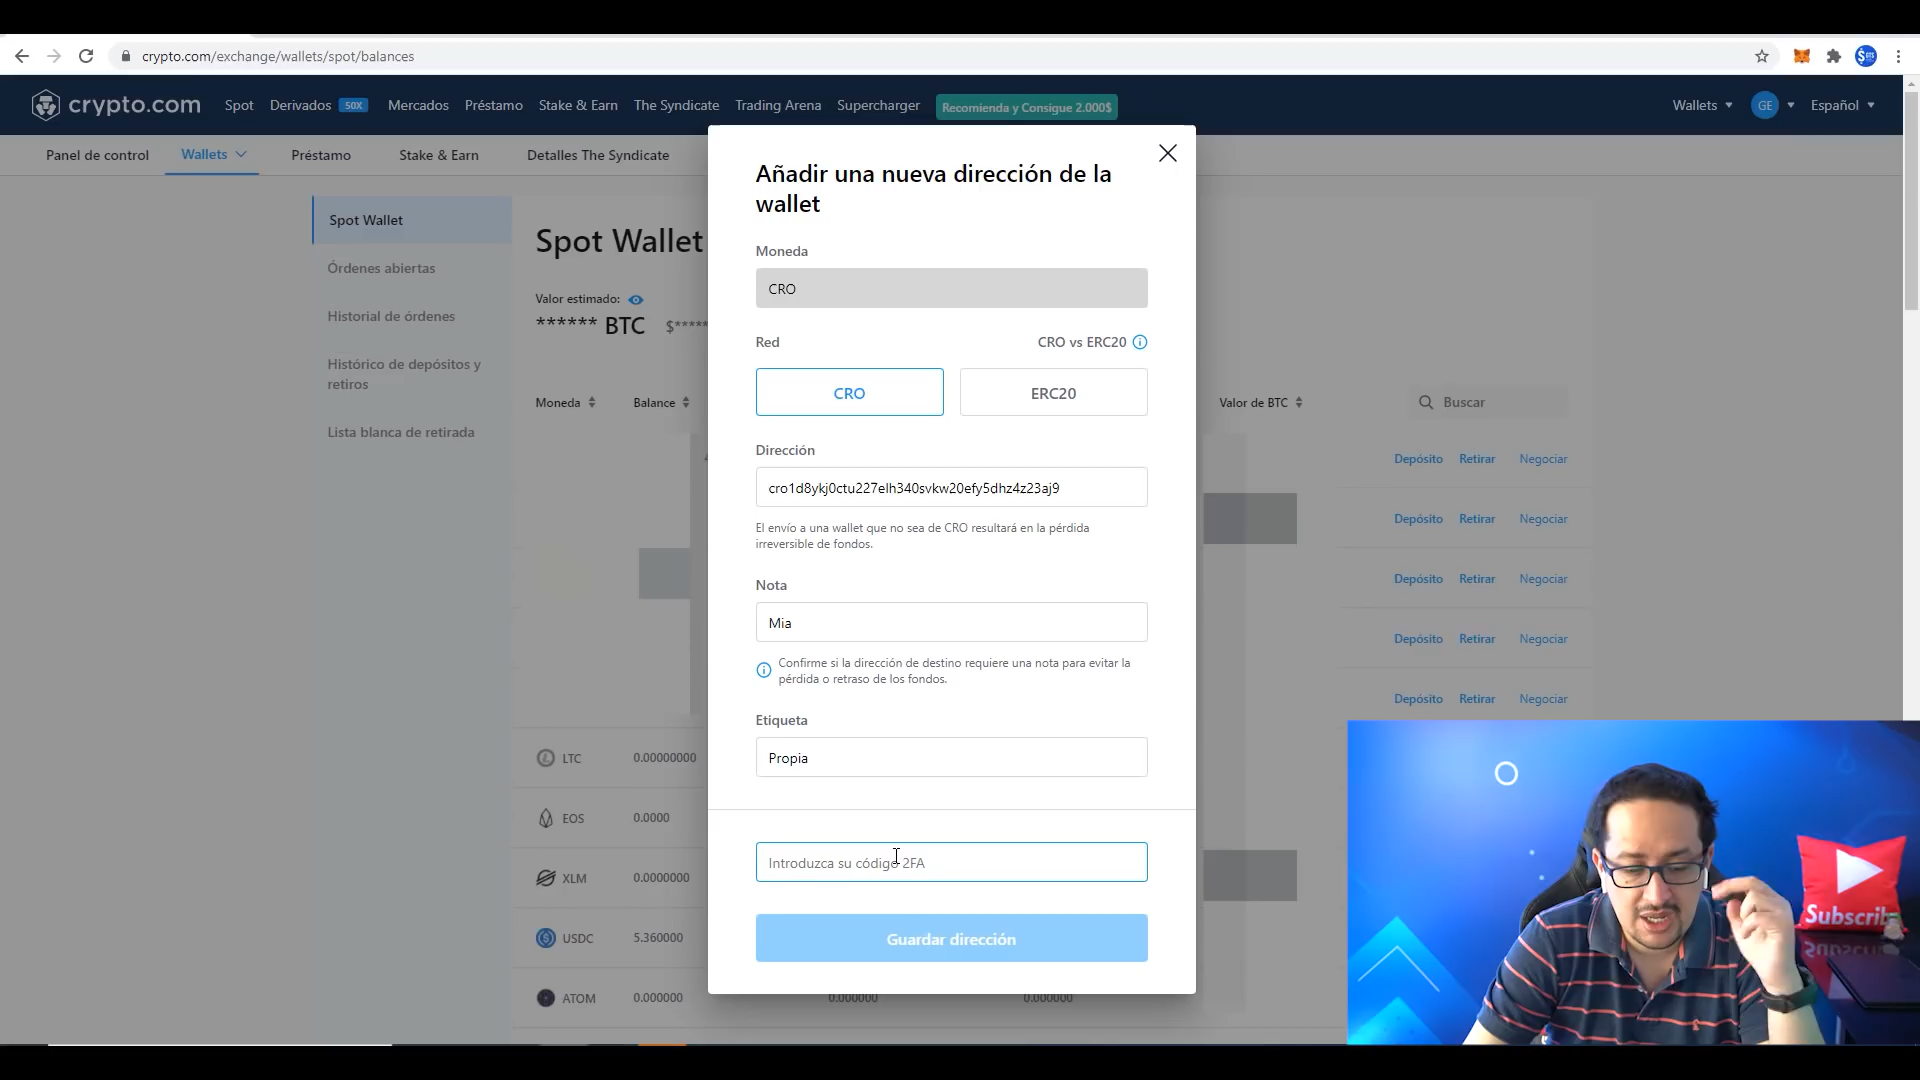 crypto.com/exchange/wallets/spot/balances
crypto.com Spot Derivados 50X Mercados Préstamo Stake & Earn The Syndicate Trading Arena Supercharger Recomienda y Consigue 2.000$ Wallets GE Español
Panel de control Wallets Préstamo Stake & Earn Detalles The Syndicate
Spot Wallet
Órdenes abiertas
Historial de órdenes
Histórico de depósitos y
retiros
Lista blanca de retirada
Spot Wallet
Valor estimado:
****** BTC $*****
Moneda Balance Valor de BTC Buscar
Depósito Retirar Negociar
Depósito Retirar Negociar
Depósito Retirar Negociar
Depósito Retirar Negociar
Depósito Retirar Negociar
LTC 0.00000000
EOS 0.0000
XLM 0.0000000
USDC 5.360000
ATOM 0.000000 0.000000 0.000000
Añadir una nueva dirección de la
wallet
Moneda
CRO
Red CRO vs ERC20
CRO ERC20
Dirección
cro1d8ykj0ctu227elh340svkw20efy5dhz4z23aj9
El envío a una wallet que no sea de CRO resultará en la pérdida
irreversible de fondos.
Nota
Mia
Confirme si la dirección de destino requiere una nota para evitar la
pérdida o retraso de los fondos.
Etiqueta
Propia
Introduzca su código 2FA
Guardar dirección